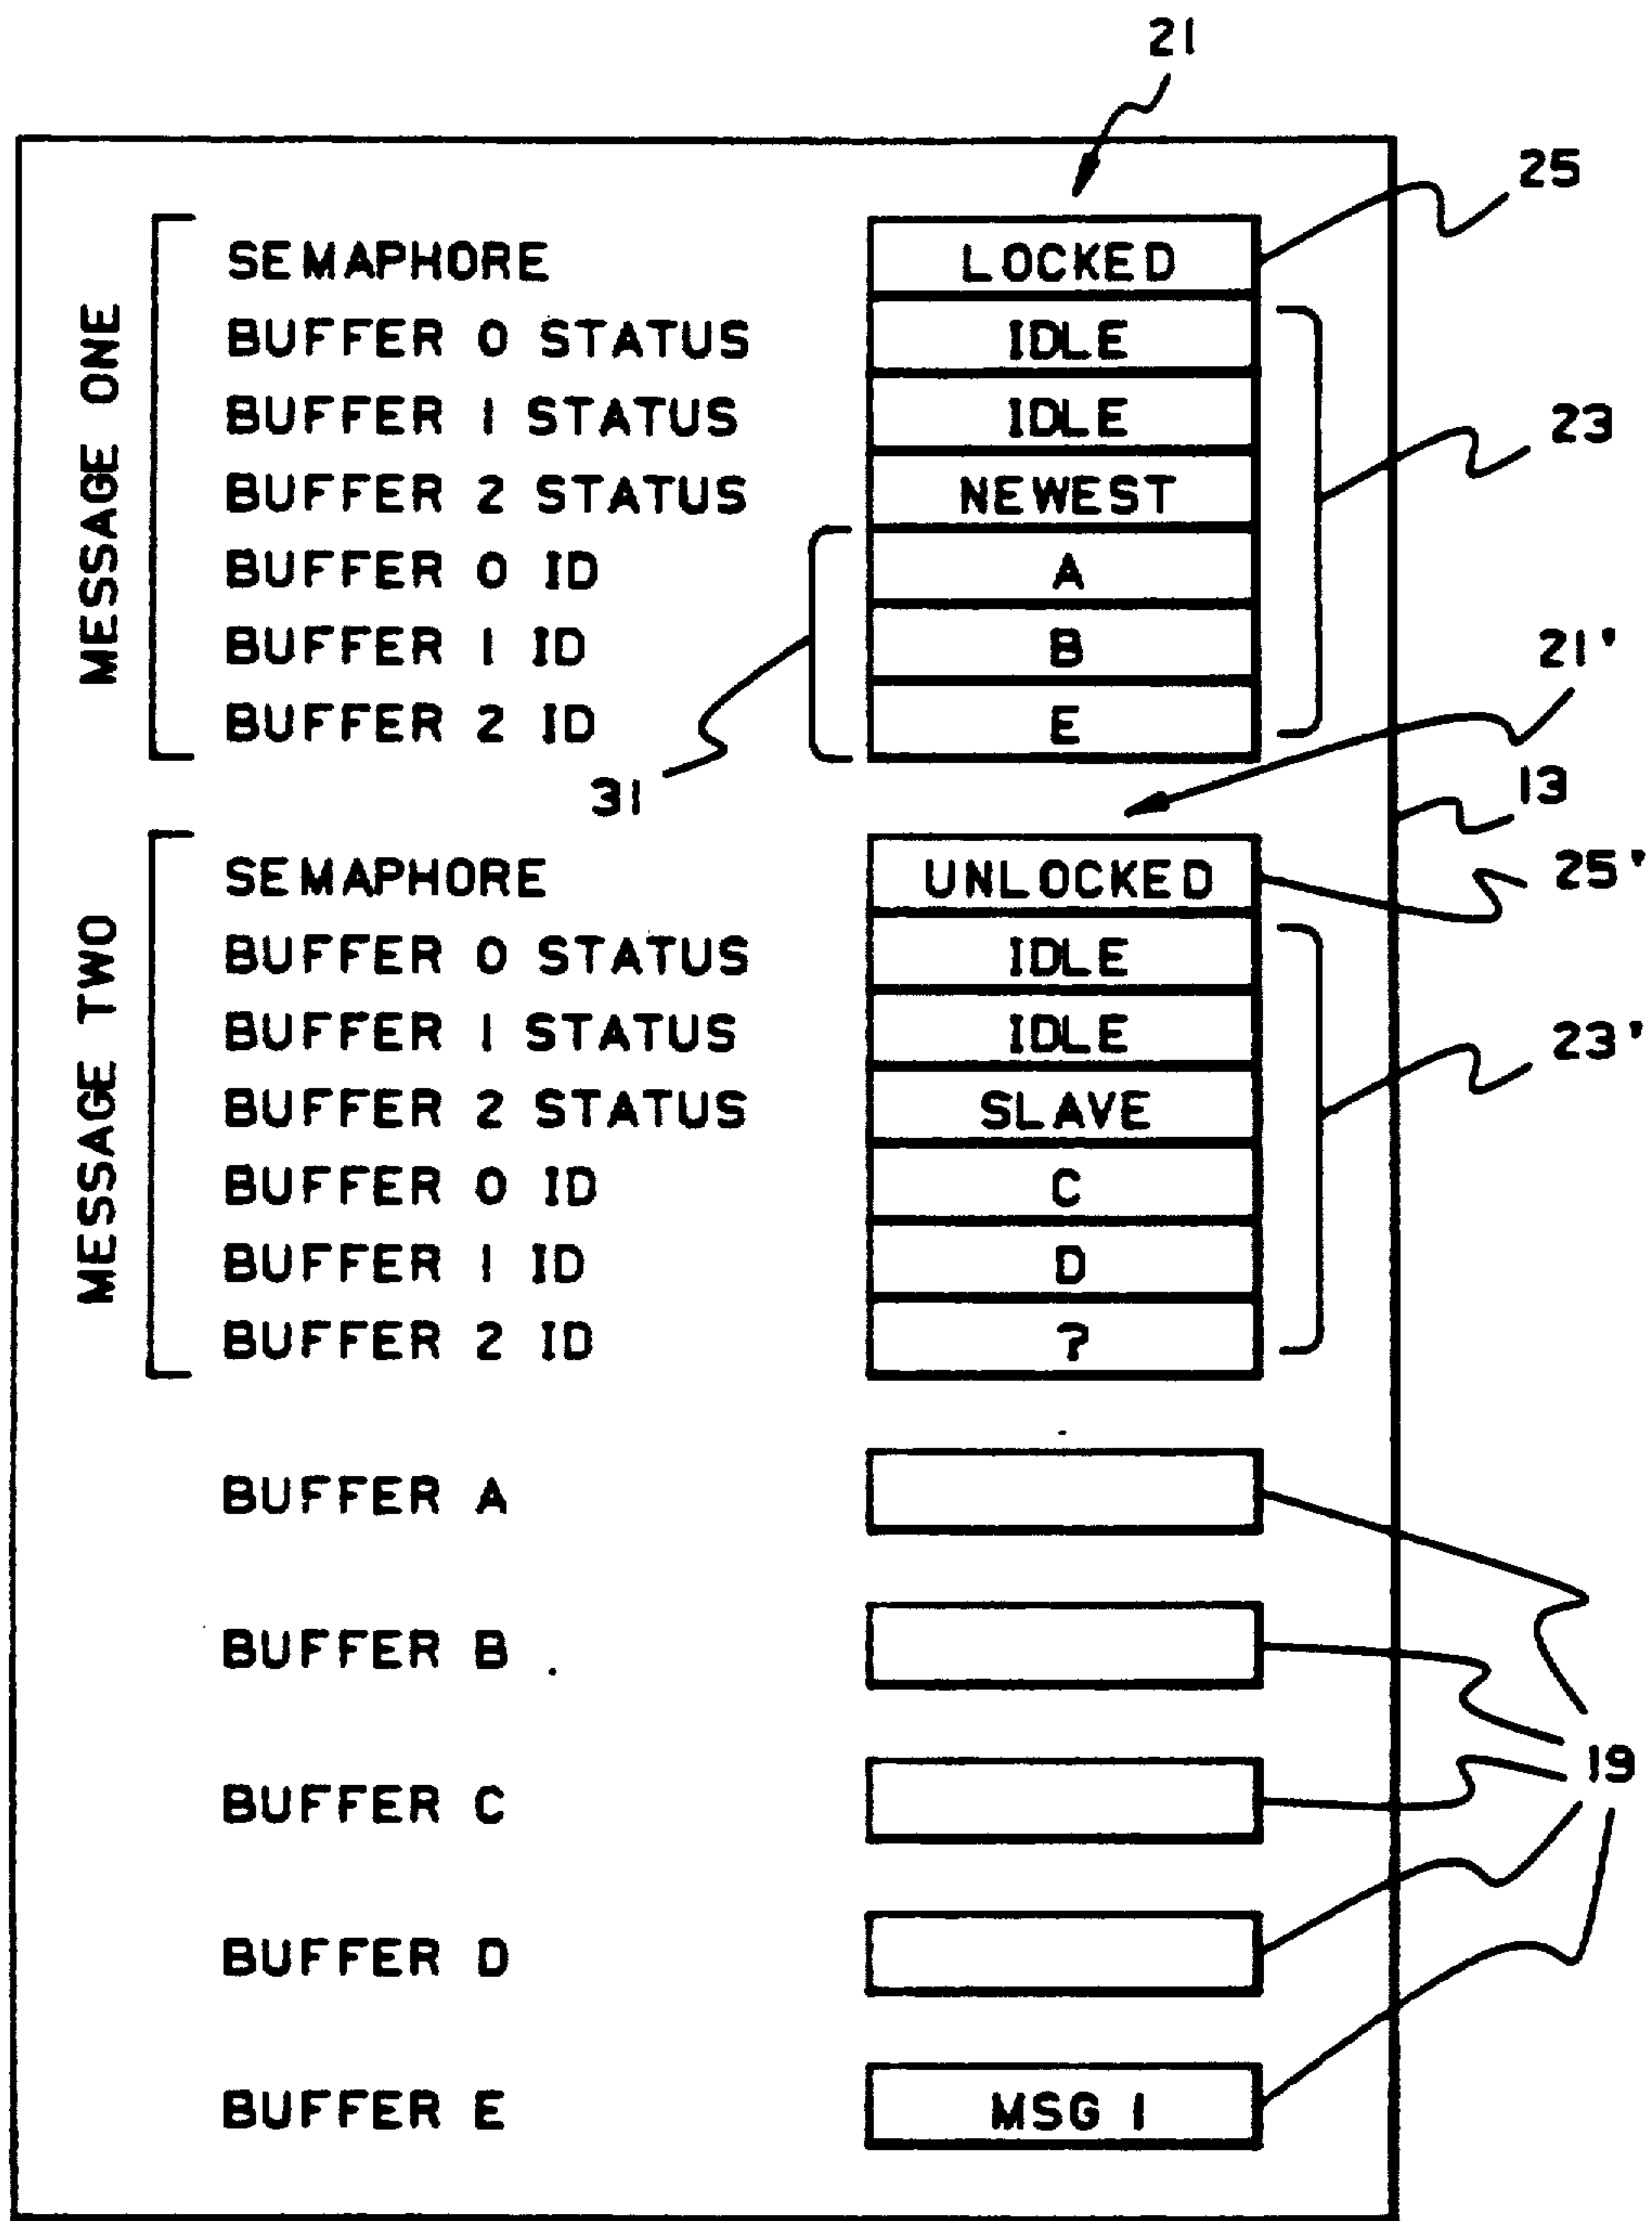 21
25
MESSAGE ONE
SEMAPHORE LOCKED
BUFFER 0 STATUS IDLE
BUFFER 1 STATUS IDLE
23
BUFFER 2 STATUS NEWEST
BUFFER 0 ID A
BUFFER 1 ID B
21'
BUFFER 2 ID E
31
13
MESSAGE TWO
SEMAPHORE UNLOCKED
25'
BUFFER 0 STATUS IDLE
BUFFER 1 STATUS IDLE
23'
BUFFER 2 STATUS SLAVE
BUFFER 0 ID C
BUFFER 1 ID D
BUFFER 2 ID ?
BUFFER A
BUFFER B
19
BUFFER C
BUFFER D
BUFFER E MSG 1